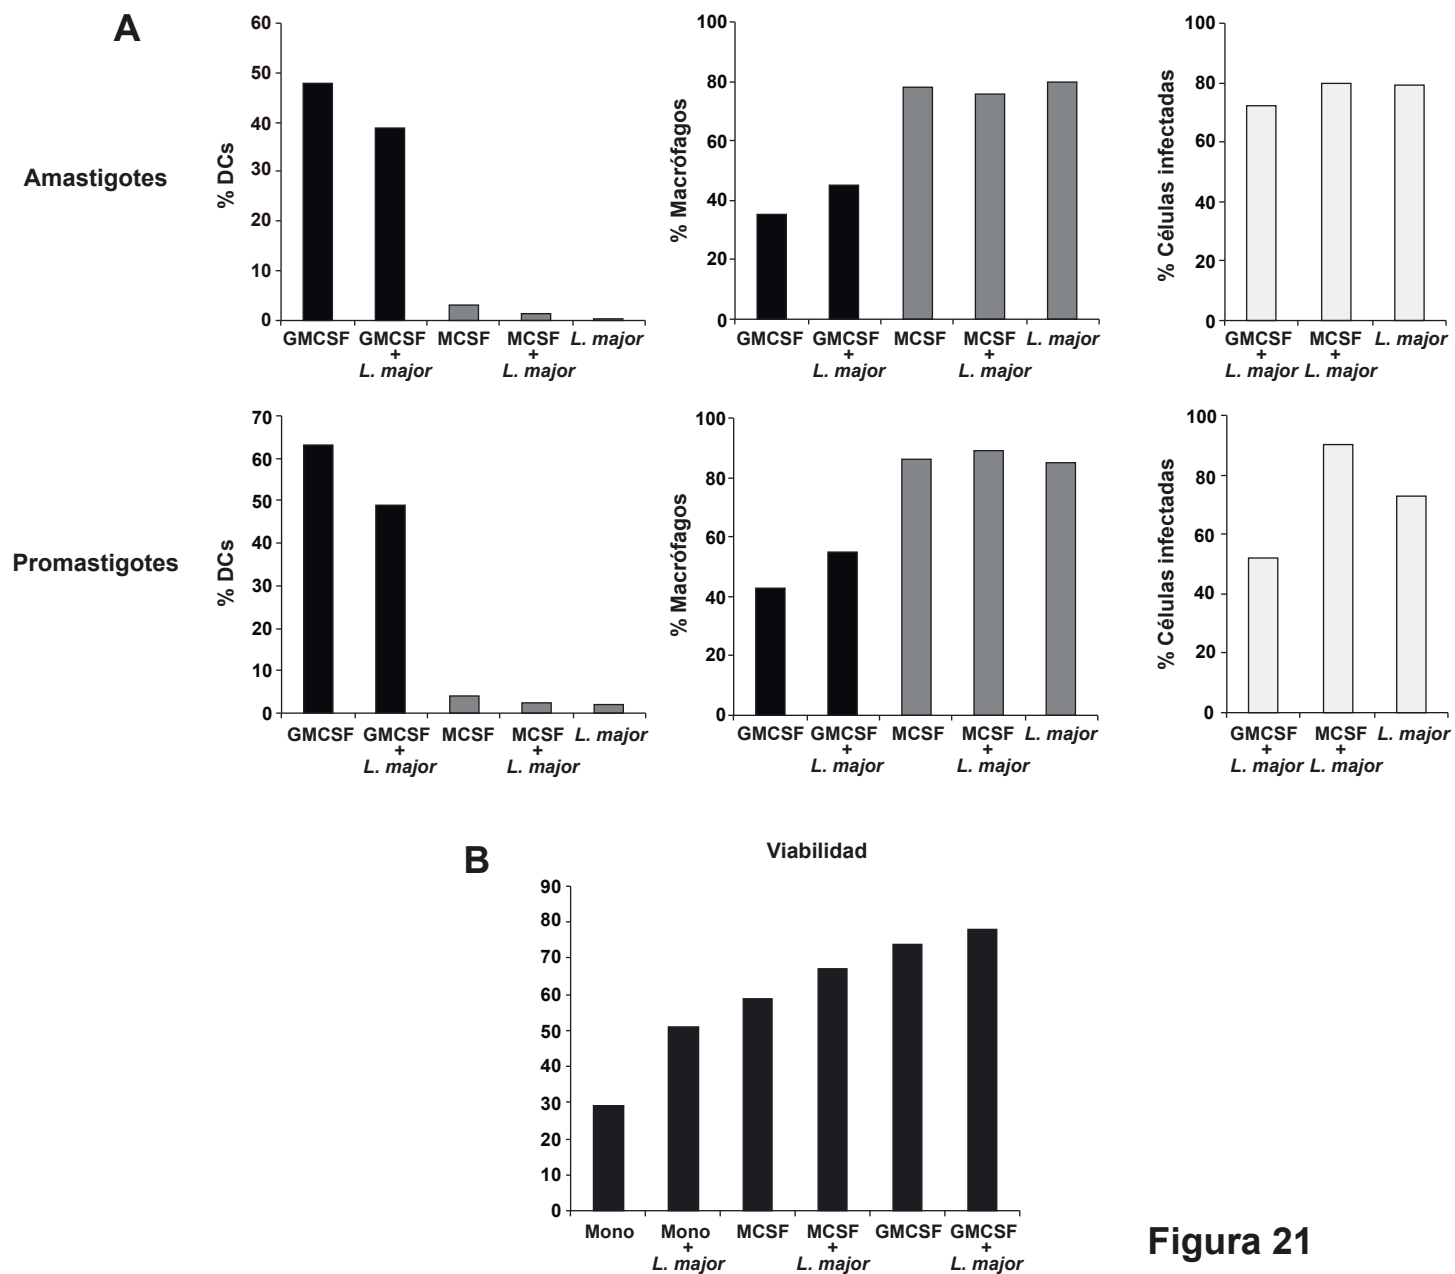 A
Amastigotes
% DCs
60
50
40
30
20
10
0
GMCSF
GMCSF
+
L. major
MCSF
MCSF
+
L. major
L. major
% Macrófagos
100
80
60
40
20
0
GMCSF
GMCSF
+
L. major
MCSF
MCSF
+
L. major
L. major
% Células infectadas
100
80
60
40
20
0
GMCSF
+
L. major
MCSF
+
L. major
L. major
Promastigotes
% DCs
70
60
50
40
30
20
10
0
GMCSF
GMCSF
+
L. major
MCSF
MCSF
+
L. major
L. major
% Macrófagos
100
80
60
40
20
0
GMCSF
GMCSF
+
L. major
MCSF
MCSF
+
L. major
L. major
% Células infectadas
100
80
60
40
20
0
GMCSF
+
L. major
MCSF
+
L. major
L. major
B
Viabilidad
90
80
70
60
50
40
30
20
10
0
Mono
Mono
+
L. major
MCSF
MCSF
+
L. major
GMCSF
GMCSF
+
L. major
Figura 21